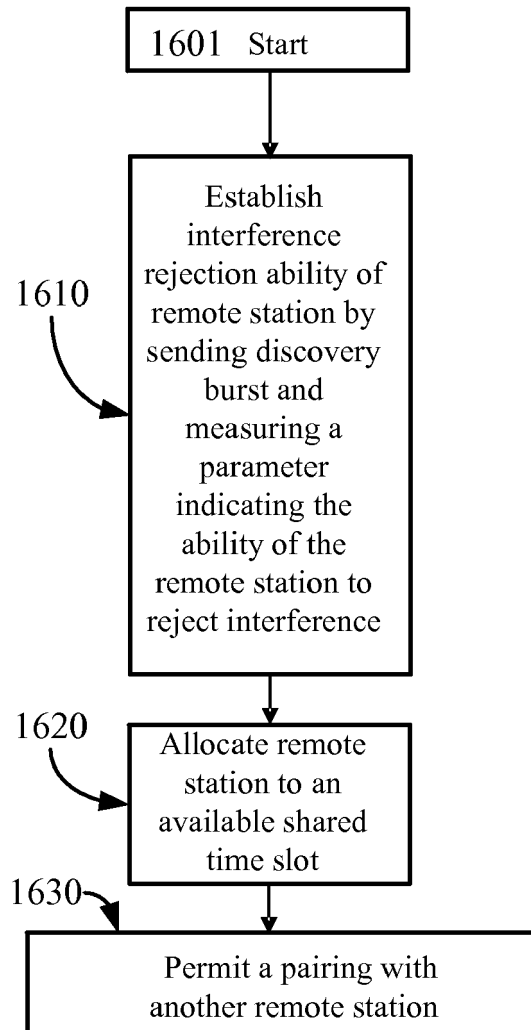 1601 Start
Establish
interference
rejection ability of
remote station by
sending discovery
burst and
measuring a
parameter
indicating the
ability of the
remote station to
reject interference
1610
1620
Allocate remote
station to an
available shared
time slot
1630
Permit a pairing with
another remote station